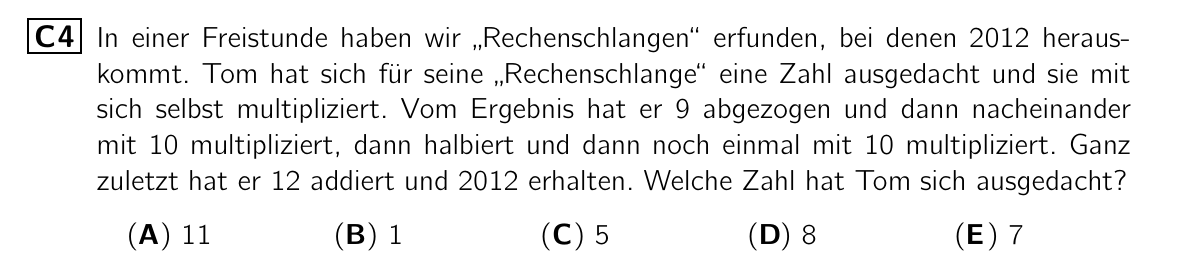 C4 In einer Freistunde haben wir „Rechenschlangen“ erfunden, bei denen 2012 heraus-
kommt. Tom hat sich für seine „Rechenschlange“ eine Zahl ausgedacht und sie mit
sich selbst multipliziert. Vom Ergebnis hat er 9 abgezogen und dann nacheinander
mit 10 multipliziert, dann halbiert und dann noch einmal mit 10 multipliziert. Ganz
zuletzt hat er 12 addiert und 2012 erhalten. Welche Zahl hat Tom sich ausgedacht?
(A) 11 (B) 1 (C) 5 (D) 8 (E) 7